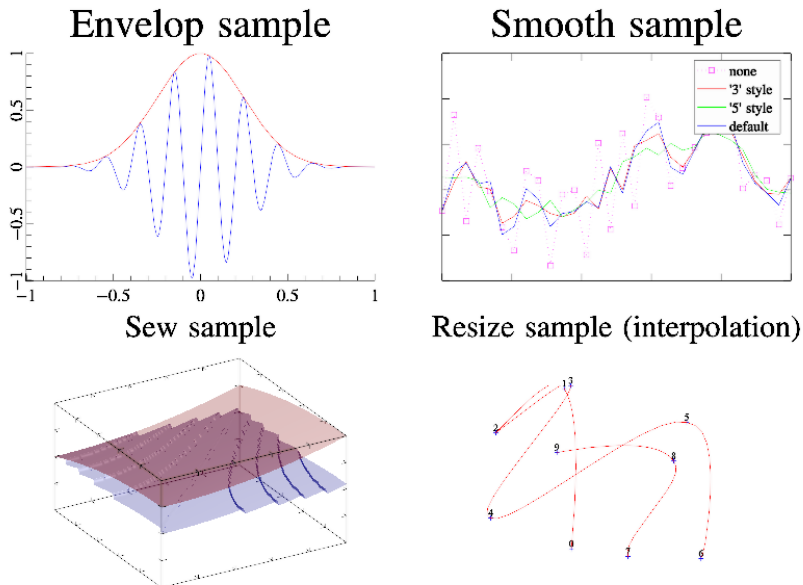 Envelop sample
Smooth sample
1
0.5
0
−0.5
−1
−1
−0.5
0
0.5
1
none
'3' style
'5' style
default
Sew sample
Resize sample (interpolation)
1
3
2
5
9
8
4
0
7
6